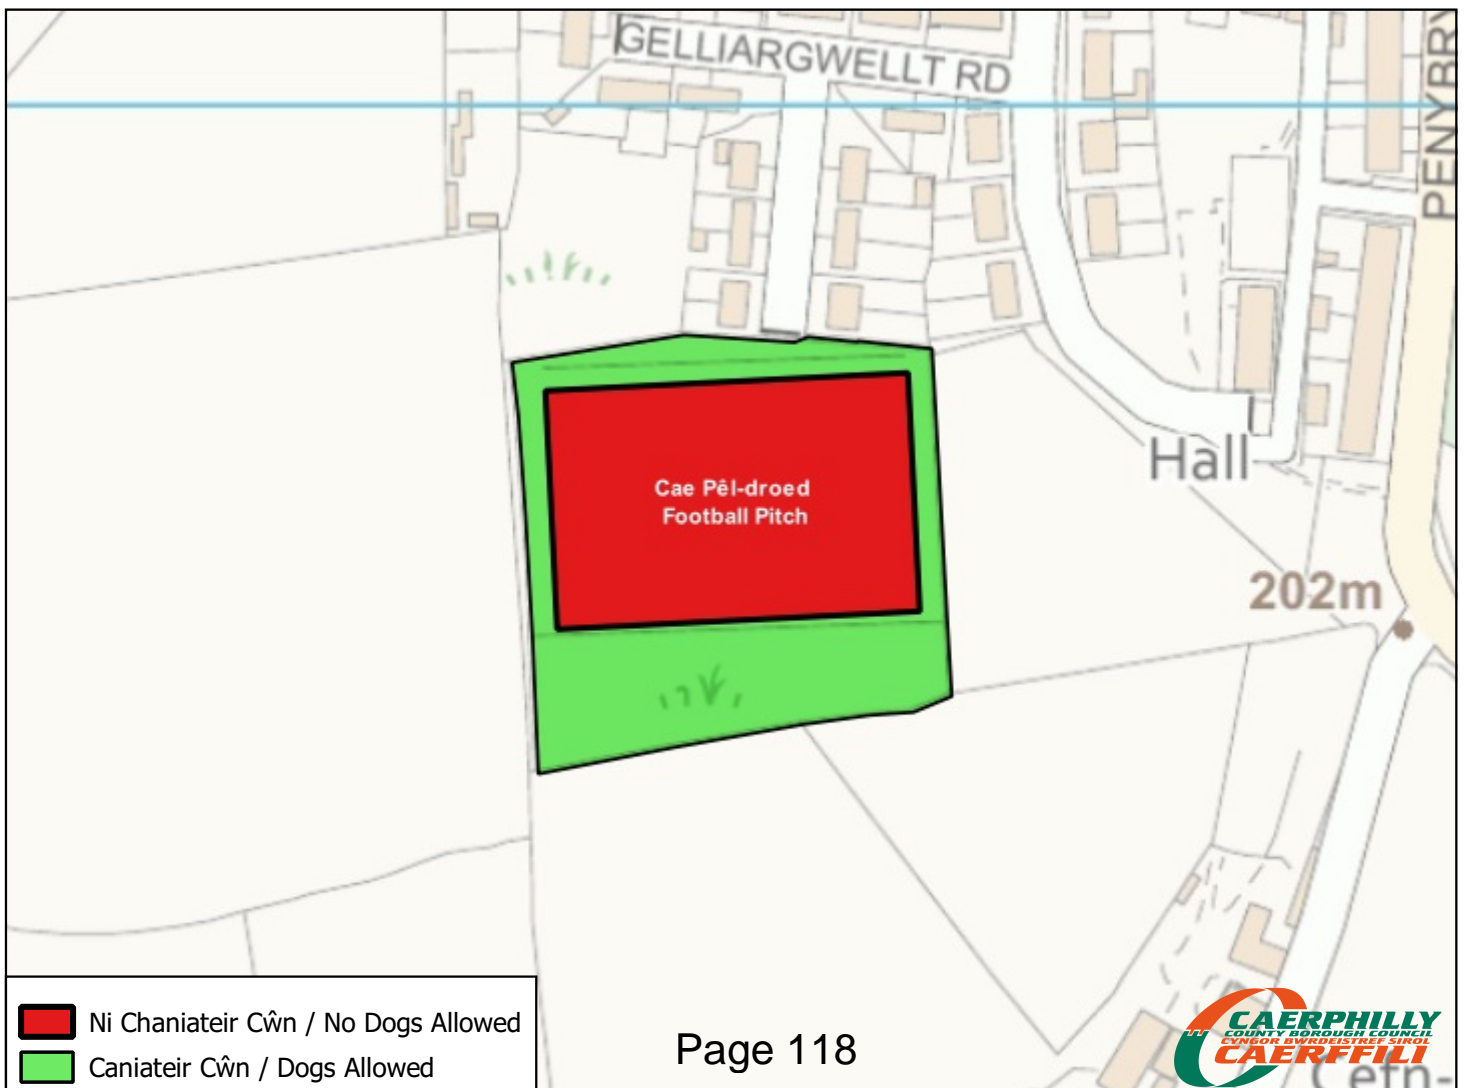 GELLIARGWELLT RD
PENYBRY
Cae Pêl-droed
Football Pitch
Hall
202m
Ni Chaniateir Cŵn / No Dogs Allowed
Caniateir Cŵn / Dogs Allowed
Page 118
CAERPHILLY
COUNTY BOROUGH COUNCIL
CYNGOR BWRDEISTREF SIROL
CAERFFILI
Cefn-